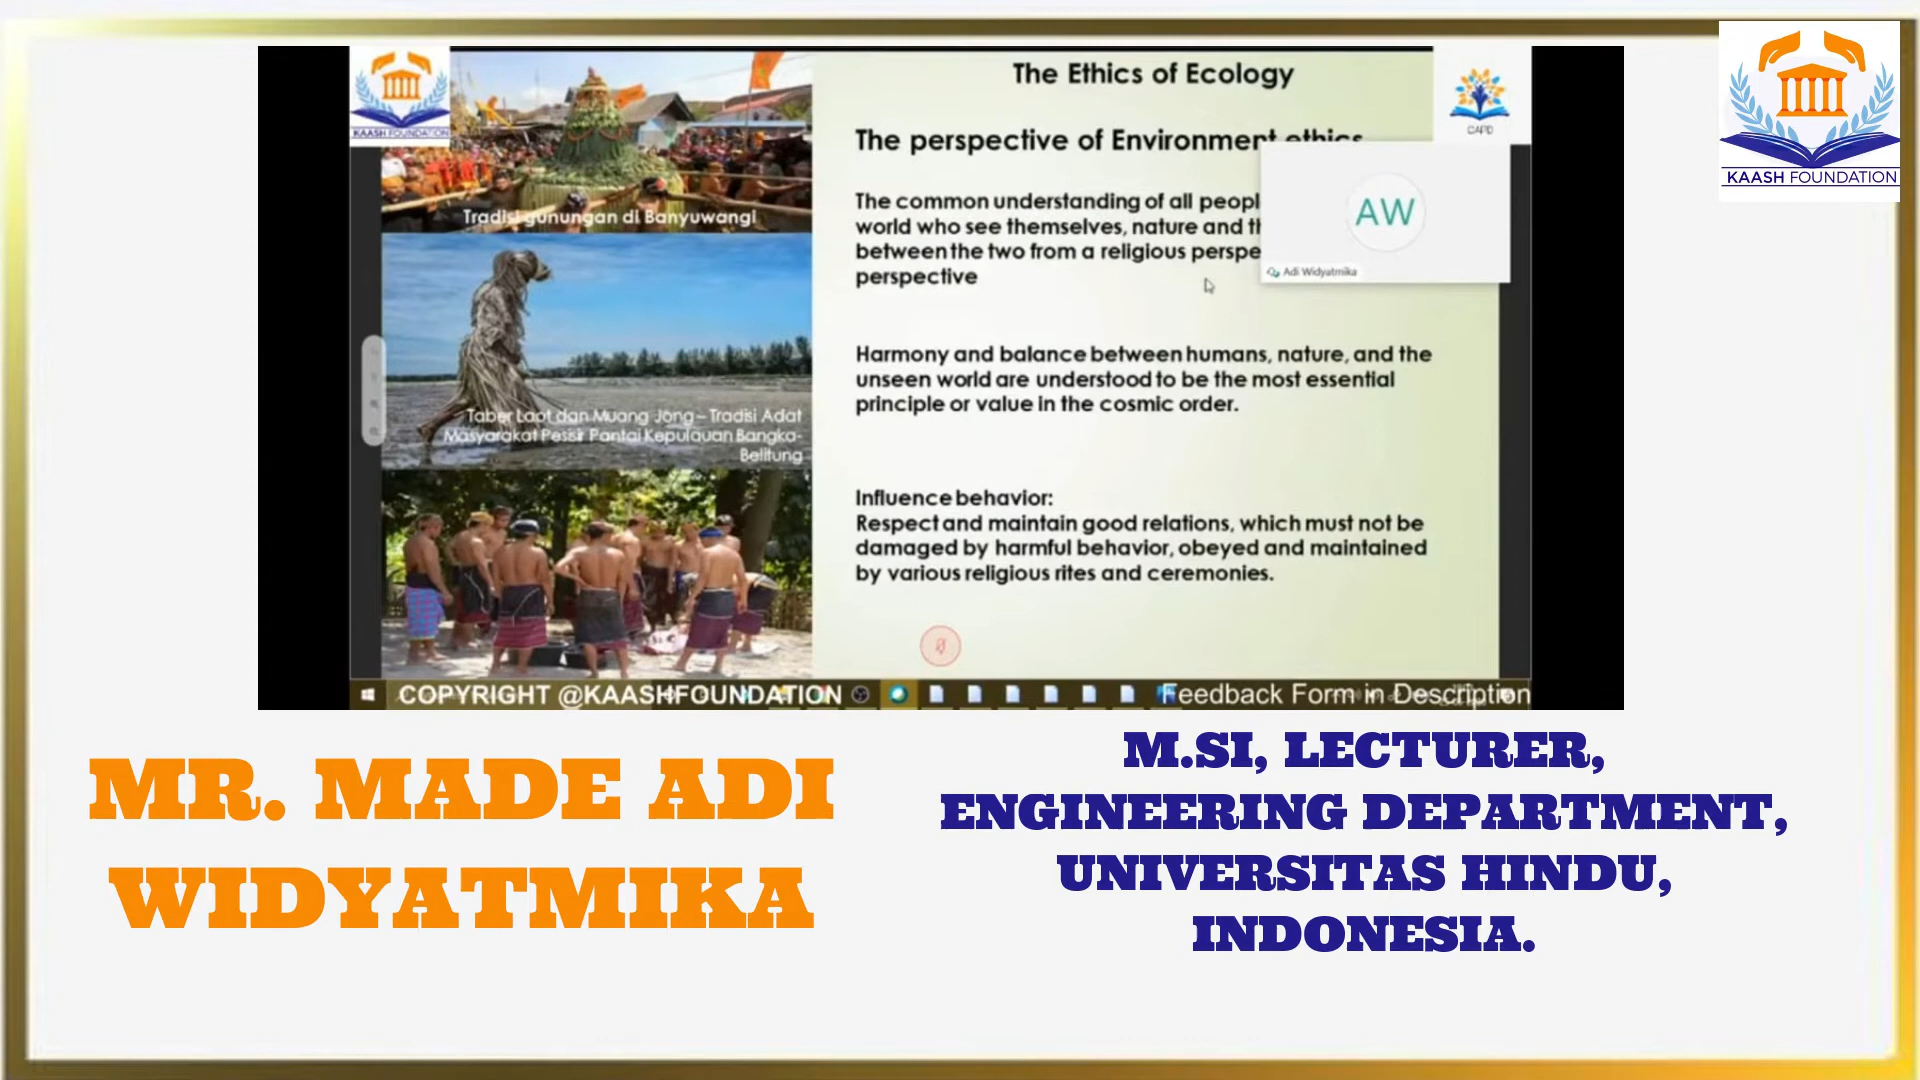 KAASH FOUNDATION
The Ethics of Ecology
CAPD
KAASH FOUNDATION
The perspective of Environment ethics
Tradisi gunungan di Banyuwangi
The common understanding of all peopl
world who see themselves, nature and th
between the two from a religious perspe
perspective
AW
Adi Widyatmika
Harmony and balance between humans, nature, and the
unseen world are understood to be the most essential
principle or value in the cosmic order.
Taber Laot dan Muang Jong – Tradisi Adat
Masyarakat Pesisir Pantai Kepulauan Bangka-
Belitung
Influence behavior:
Respect and maintain good relations, which must not be
damaged by harmful behavior, obeyed and maintained
by various religious rites and ceremonies.
COPYRIGHT @KAASHFOUNDATION
Feedback Form in Description
MR. MADE ADI
WIDYATMIKA
M.SI, LECTURER,
ENGINEERING DEPARTMENT,
UNIVERSITAS HINDU,
INDONESIA.